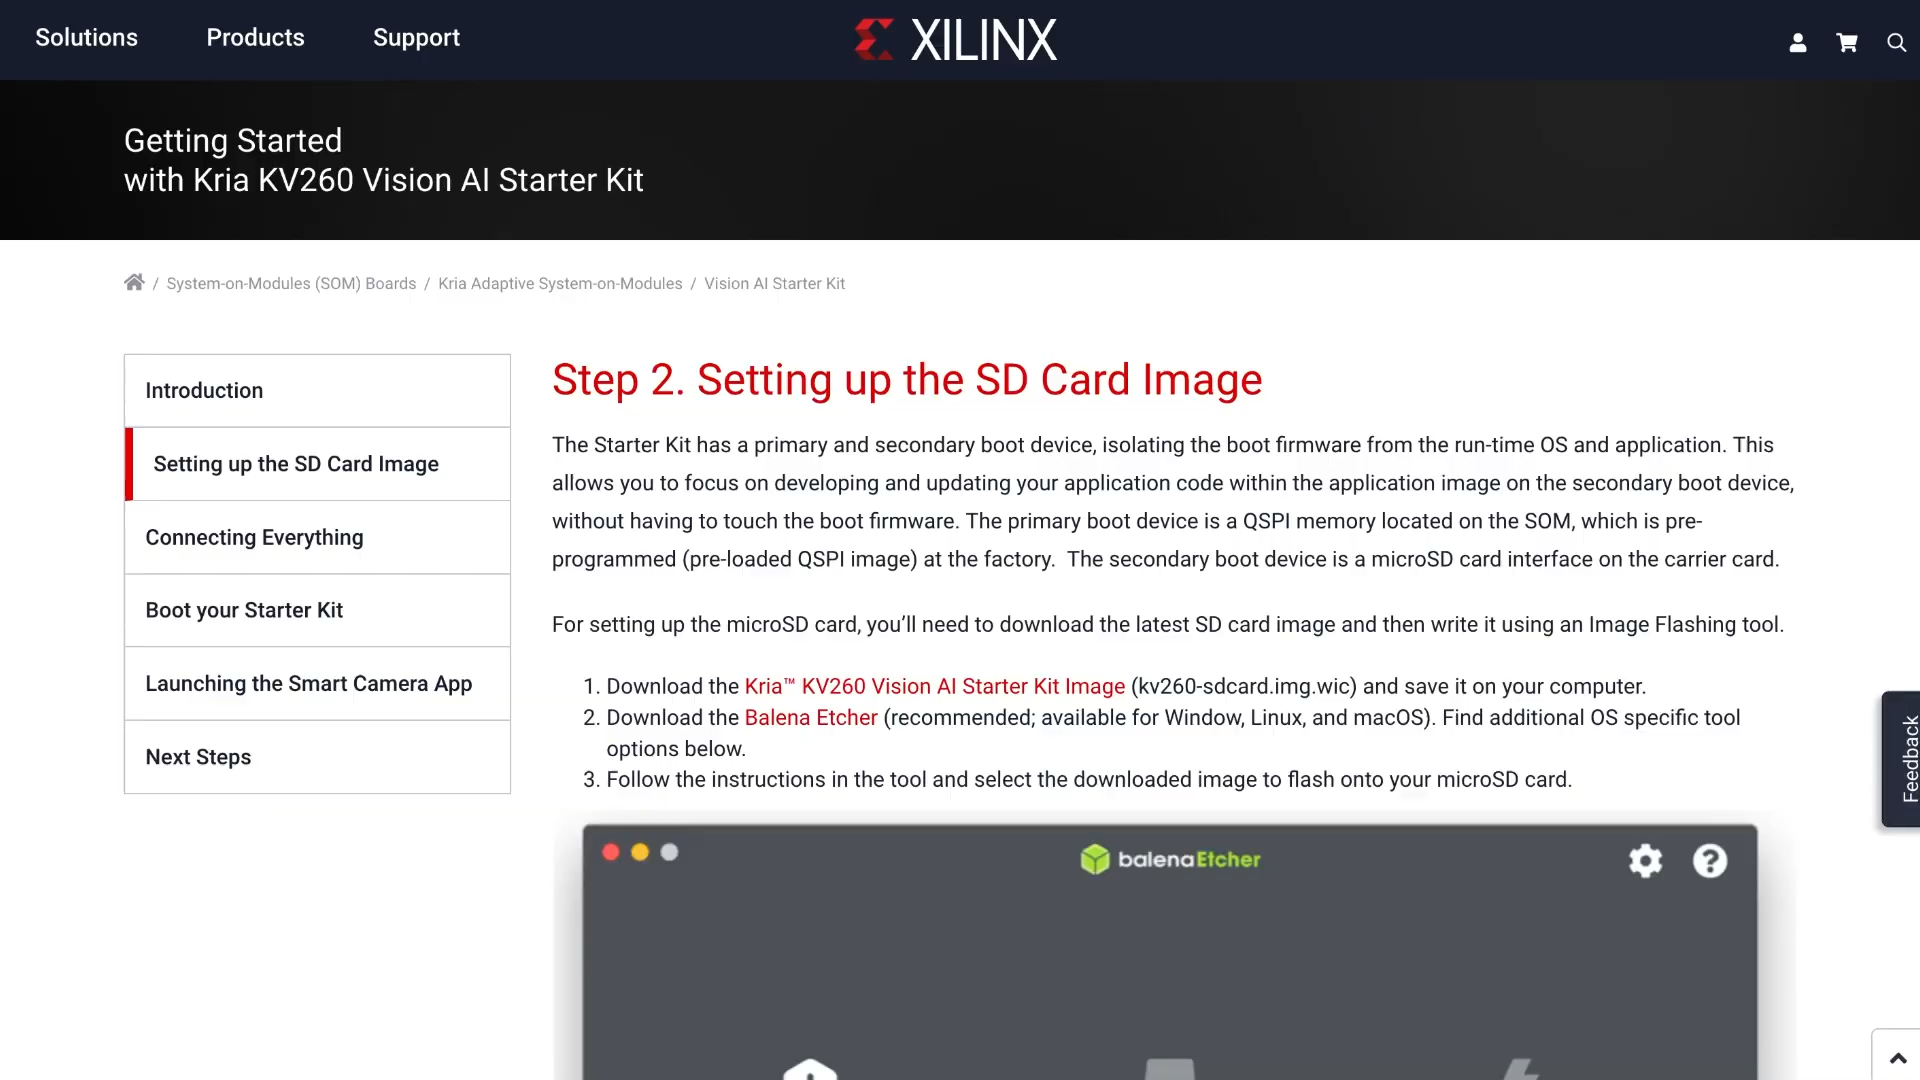 Solutions Products Support XILINX
Getting Started
with Kria KV260 Vision AI Starter Kit
/ System-on-Modules (SOM) Boards / Kria Adaptive System-on-Modules / Vision AI Starter Kit
Introduction
Setting up the SD Card Image
Connecting Everything
Boot your Starter Kit
Launching the Smart Camera App
Next Steps
Step 2. Setting up the SD Card Image
The Starter Kit has a primary and secondary boot device, isolating the boot firmware from the run-time OS and application. This
allows you to focus on developing and updating your application code within the application image on the secondary boot device,
without having to touch the boot firmware. The primary boot device is a QSPI memory located on the SOM, which is pre-
programmed (pre-loaded QSPI image) at the factory. The secondary boot device is a microSD card interface on the carrier card.
For setting up the microSD card, you’ll need to download the latest SD card image and then write it using an Image Flashing tool.
1. Download the Kria™ KV260 Vision AI Starter Kit Image (kv260-sdcard.img.wic) and save it on your computer.
2. Download the Balena Etcher (recommended; available for Window, Linux, and macOS). Find additional OS specific tool
options below.
3. Follow the instructions in the tool and select the downloaded image to flash onto your microSD card.
balenaEtcher
Feedback